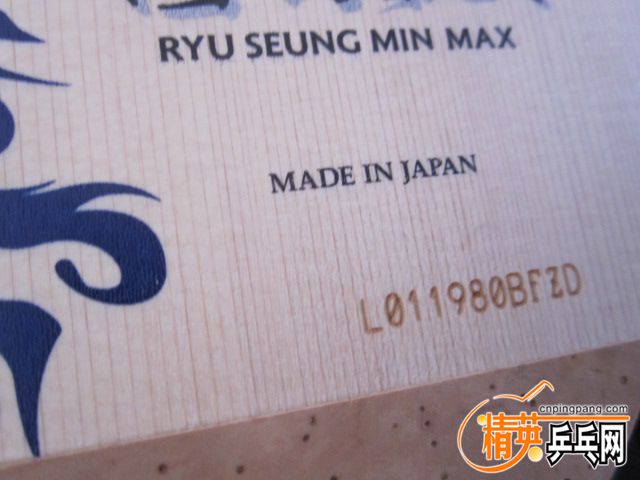 RYU SEUNG MIN MAX
MADE IN JAPAN
L011980BFZD
cnpingpang.com
精英乒乓网